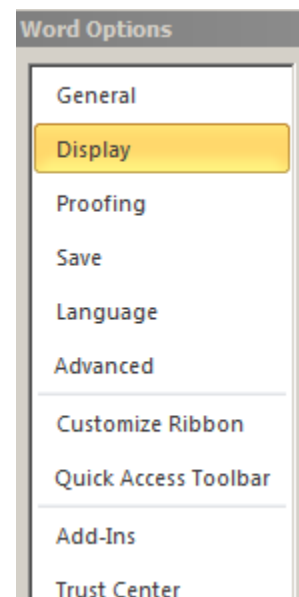 Word Options
General
Display
Proofing
Save
Language
Advanced
Customize Ribbon
Quick Access Toolbar
Add-Ins
Trust Center